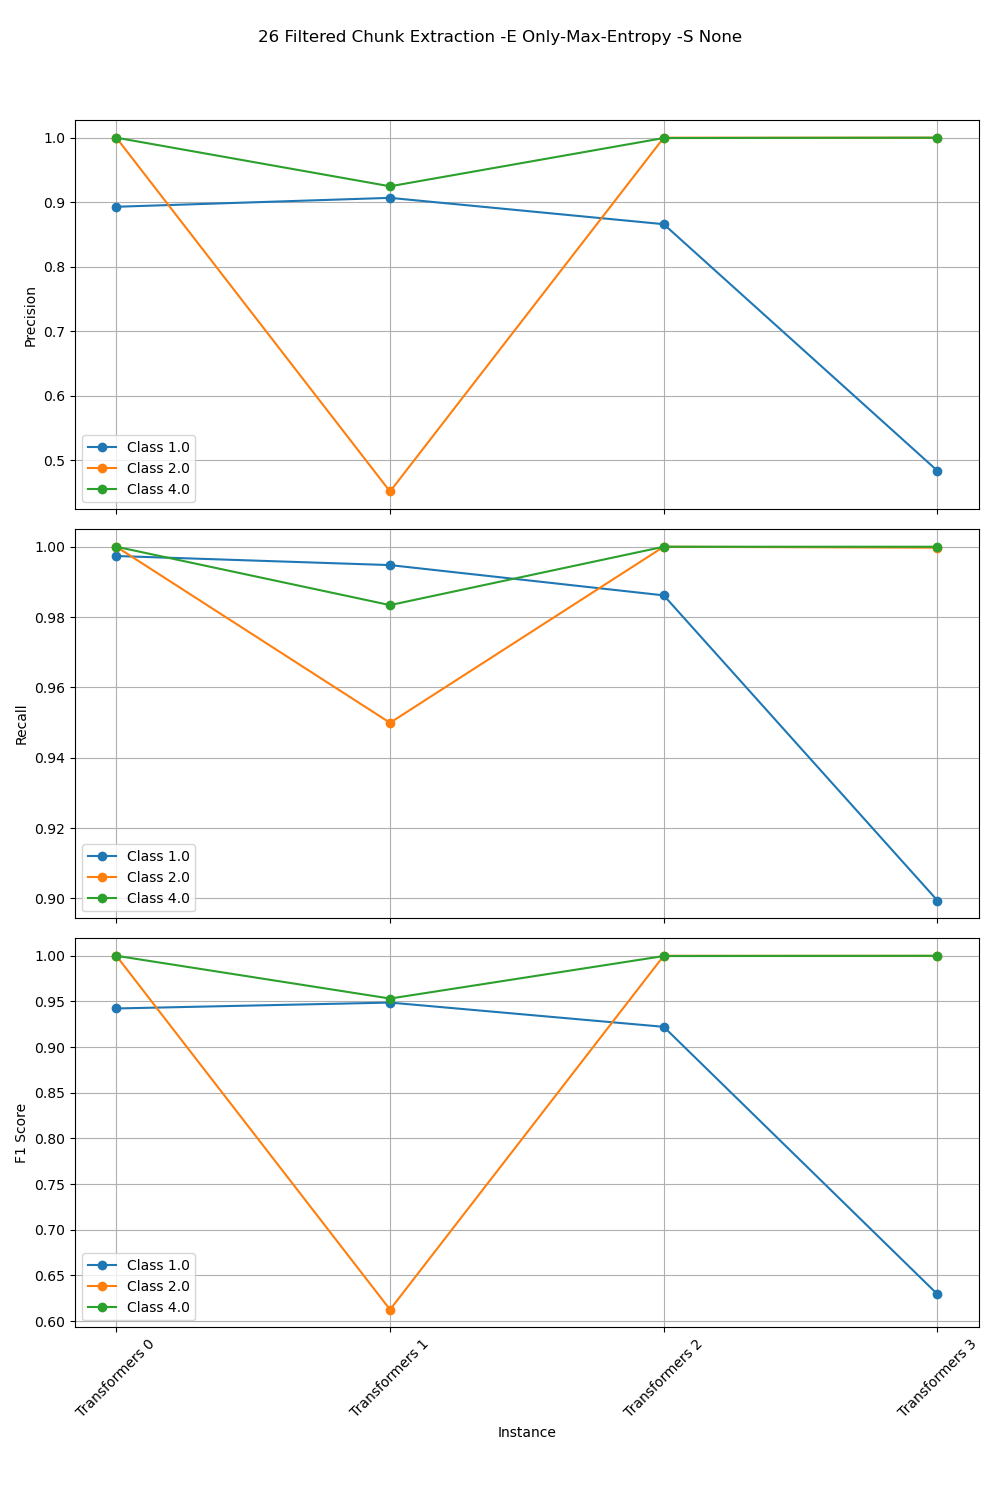 26 Filtered Chunk Extraction -E Only-Max-Entropy -S None
1.0
0.9
0.8
0.7
0.6
0.5
Precision
Class 1.0
Class 2.0
Class 4.0
1.00
0.98
0.96
0.94
0.92
0.90
Recall
Class 1.0
Class 2.0
Class 4.0
1.00
0.95
0.90
0.85
0.80
0.75
0.70
0.65
0.60
F1 Score
Class 1.0
Class 2.0
Class 4.0
Transformers 0
Transformers 1
Transformers 2
Transformers 3
Instance